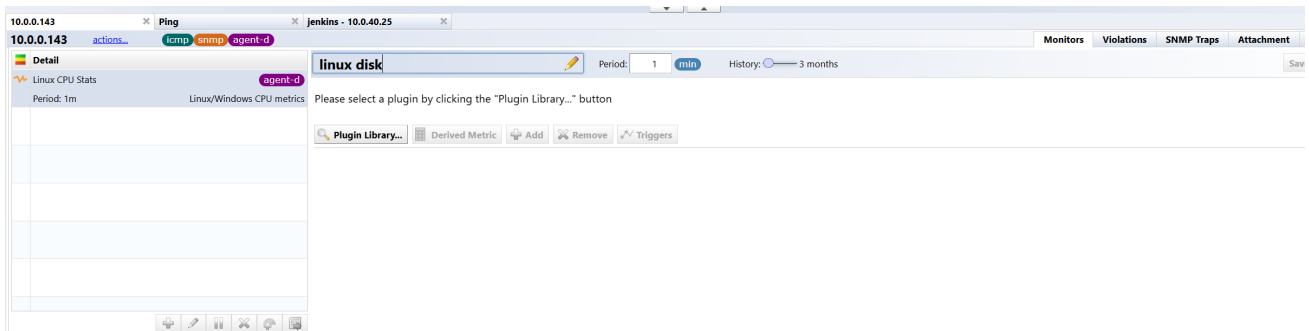 10.0.0.143 Ping jenkins - 10.0.40.25
10.0.0.143 actions... icmp snmp agent-d Monitors Violations SNMP Traps Attachment
Detail
linux disk Period: 1 min History: 3 months Save
Linux CPU Stats agent-d
Period: 1m Linux/Windows CPU metrics
Please select a plugin by clicking the "Plugin Library..." button
Plugin Library... Derived Metric Add Remove Triggers